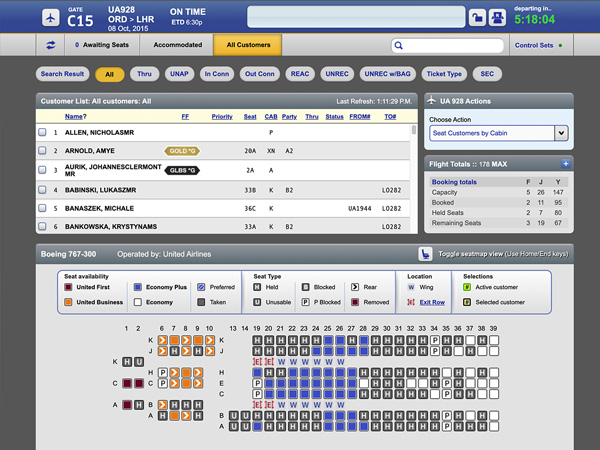 GATE
C15
UA928
ORD > LHR
08 Oct, 2015
ON TIME
ETD 6:30p
departing in..
5:18:04
0 Awaiting Seats
Accommodated
All Customers
Control Sets
Search Result
All
Thru
UNAP
In Conn
Out Conn
REAC
UNREC
UNREC w/BAG
Ticket Type
SEC
Customer List: All customers: All
Last Refresh: 1:11:29 P.M.
Name? FF Priority Seat CAB Party Thru Status FROM# TO#
1 ALLEN, NICHOLASMR P
2 ARNOLD, AMYE GOLD *G 20A XN A2
3 AURIK, JOHANNESCLERMONT MR GLBS *G 2A A
4 BABINSKI, LUKASZMR 33B K B2 LO282
5 BANASZEK, MICHALE 36C K UA1944 LO282
6 BANKOWSKA, KRYSTYNAMS 33A K B2 LO282
UA 928 Actions
Choose Action
Seat Customers by Cabin
Flight Totals :: 178 MAX
Booking totals F J Y
Capacity 5 26 147
Booked 2 11 95
Held Seats 2 7 80
Remaining Seats 3 19 67
Boeing 767-300
Operated by: United Airlines
Toggle seatmap view (Use Home/End keys)
Seat availability
United First
Economy Plus
Preferred
United Business
Economy
Taken
Seat Type
H Held
B Blocked
Rear
U Unusable
P P Blocked
Removed
Location
W Wing
[E] Exit Row
Selections
# Active customer
# Selected customer
1 2 6 7 8 9 10 13 14 19 20 21 22 23 24 25 26 27 28 33 34 35 36 37 38 39